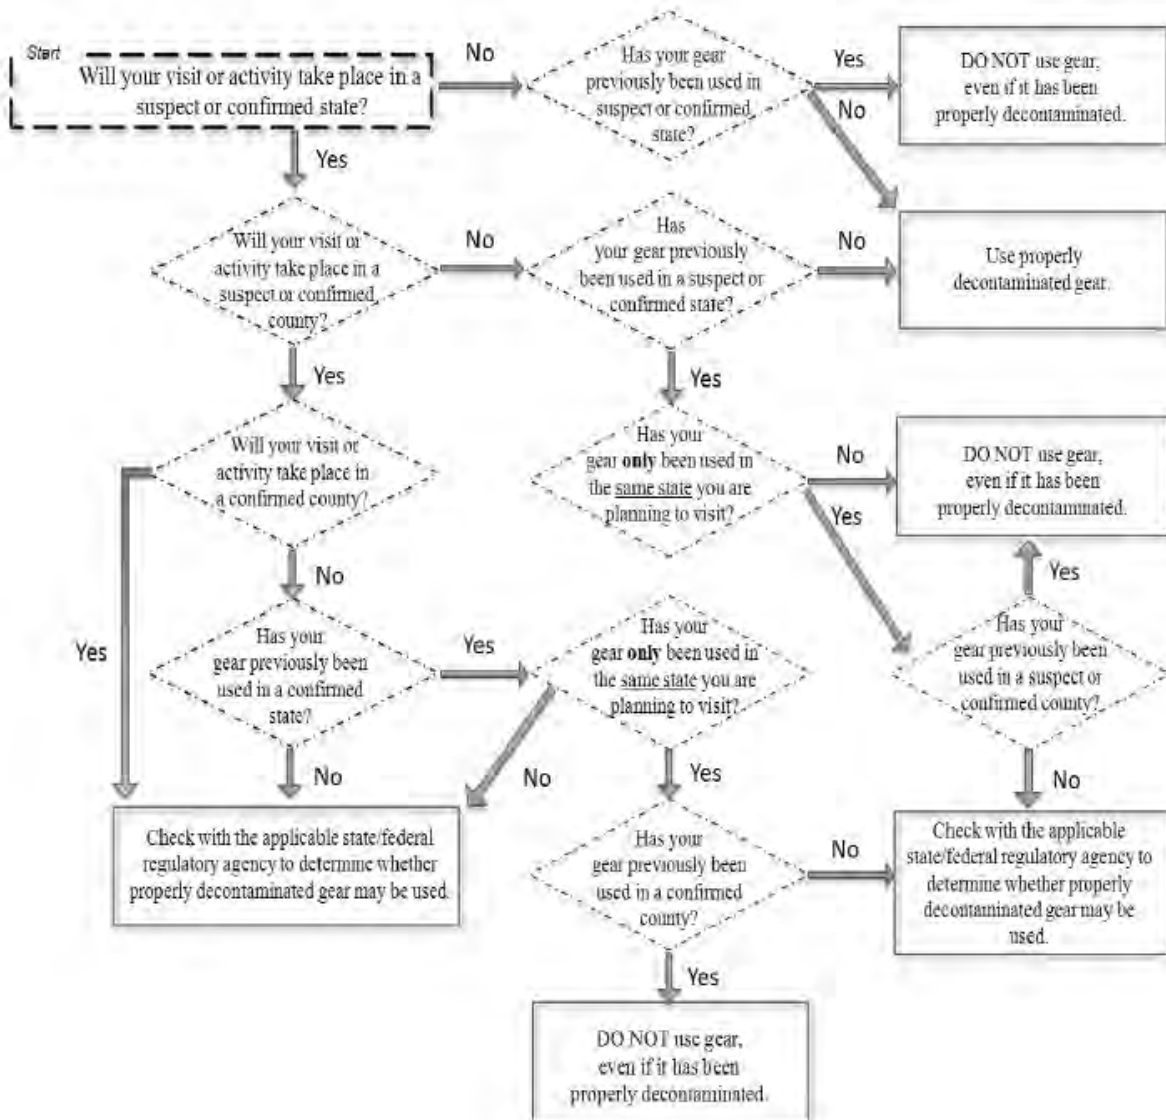 Start
Will your visit or activity take place in a
suspect or confirmed state?
No
Has your gear
previously been used in
suspect or confirmed
state?
Yes
No
DO NOT use gear,
even if it has been
properly decontaminated.
Yes
Will your visit or
activity take place in a
suspect or confirmed
county?
No
Has
your gear previously
been used in a suspect or
confirmed state?
No
Use properly
decontaminated gear.
Yes
Yes
Will your visit or
activity take place in
a confirmed county?
Has your
gear only been used in
the same state you are
planning to visit?
No
Yes
DO NOT use gear,
even if it has been
properly decontaminated.
No
Yes
Yes
Has your
gear previously been
used in a confirmed
state?
Yes
Has your
gear only been used in
the same state you are
planning to visit?
Has your
gear previously been
used in a suspect or
confirmed county?
No
No
Yes
No
Check with the applicable state/federal
regulatory agency to determine whether
properly decontaminated gear may be used.
Has your
gear previously been
used in a confirmed
county?
No
Check with the applicable
state/federal regulatory agency to
determine whether properly
decontaminated gear may be
used.
Yes
DO NOT use gear,
even if it has been
properly decontaminated.